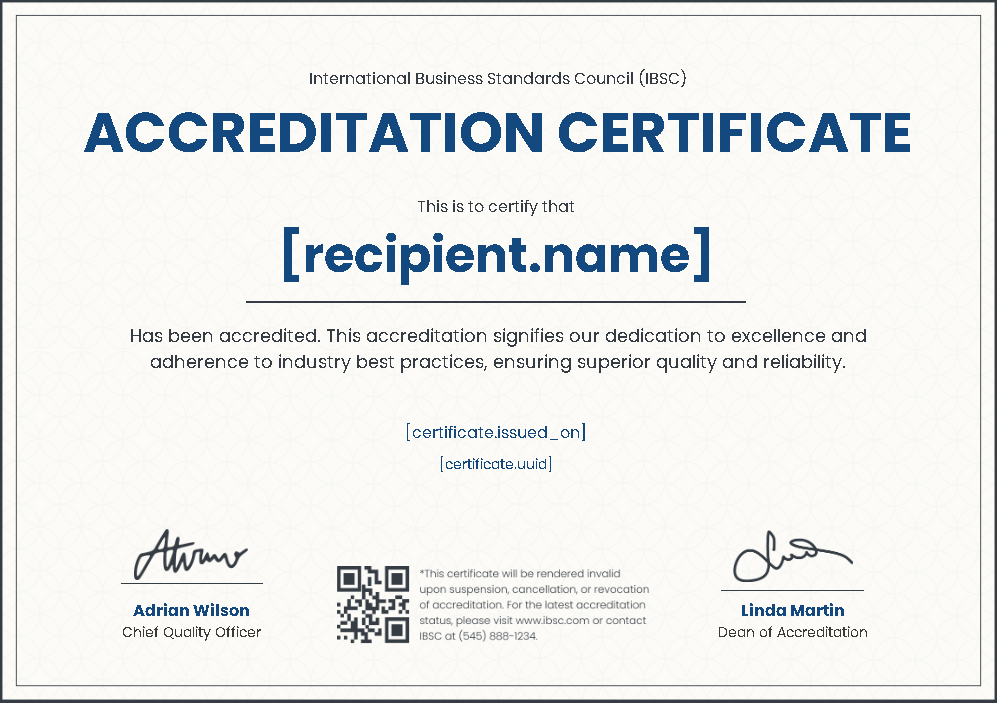 International Business Standards Council (IBSC)
ACCREDITATION CERTIFICATE
This is to certify that
[recipient.name]
Has been accredited. This accreditation signifies our dedication to excellence and
adherence to industry best practices, ensuring superior quality and reliability.
[certificate.issued_on]
[certificate.uuid]
Adrian Wilson
Chief Quality Officer
*This certificate will be rendered invalid
upon suspension, cancellation, or revocation
of accreditation. For the latest accreditation
status, please visit www.ibsc.com or contact
IBSC at (545) 888-1234.
Linda Martin
Dean of Accreditation